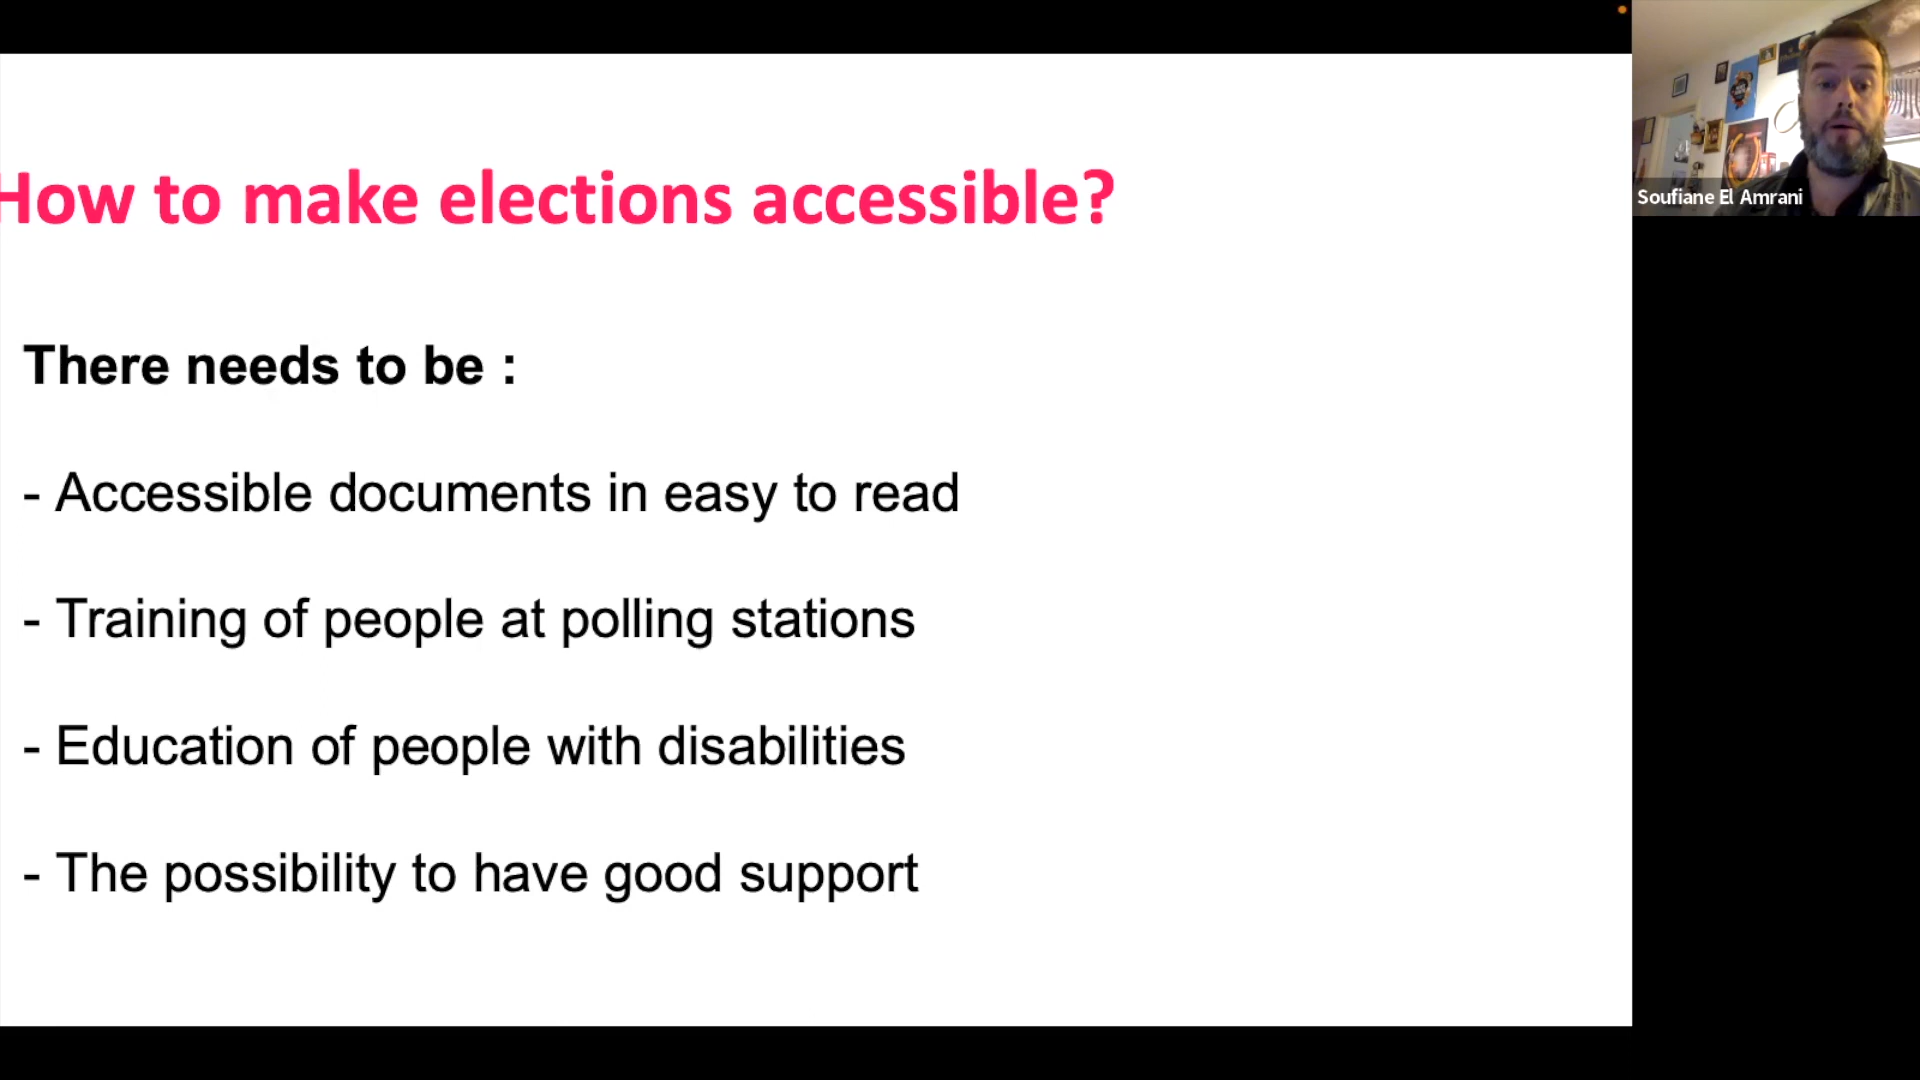 How to make elections accessible?
There needs to be :
- Accessible documents in easy to read
- Training of people at polling stations
- Education of people with disabilities
- The possibility to have good support
Soufiane El Amrani